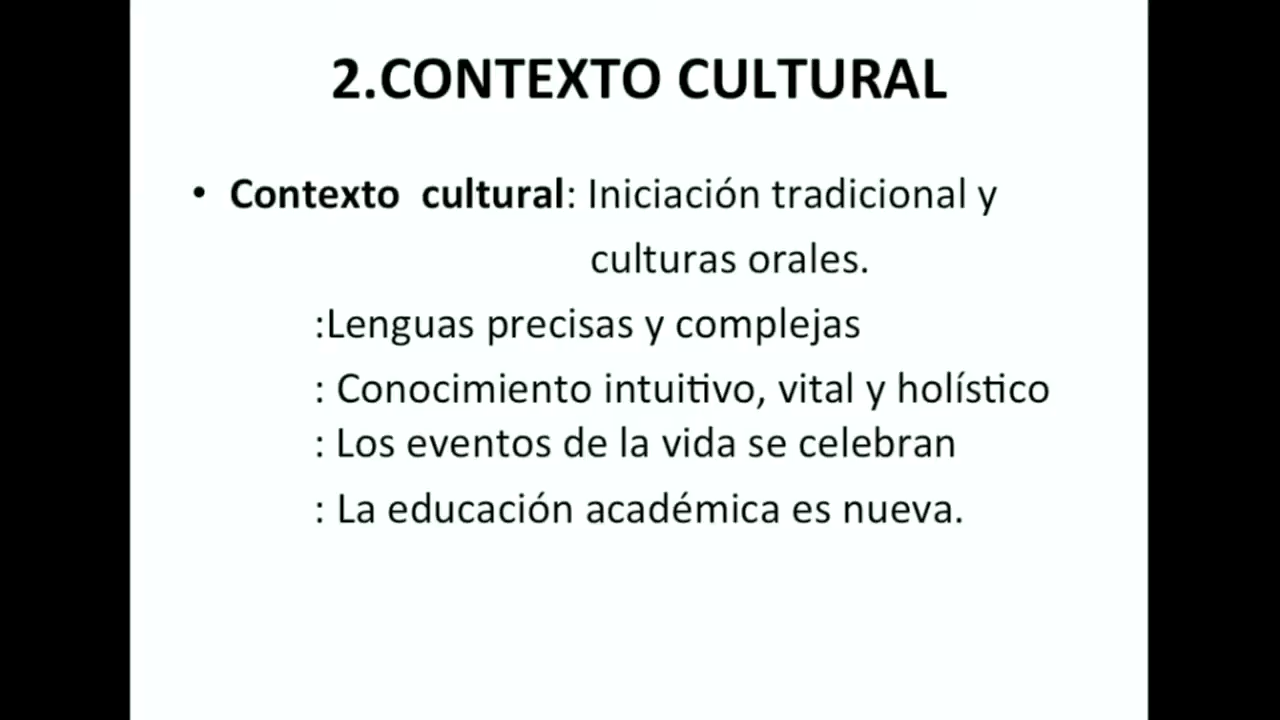 2.CONTEXTO CULTURAL
• Contexto cultural: Iniciación tradicional y
culturas orales.
:Lenguas precisas y complejas
: Conocimiento intuitivo, vital y holístico
: Los eventos de la vida se celebran
: La educación académica es nueva.